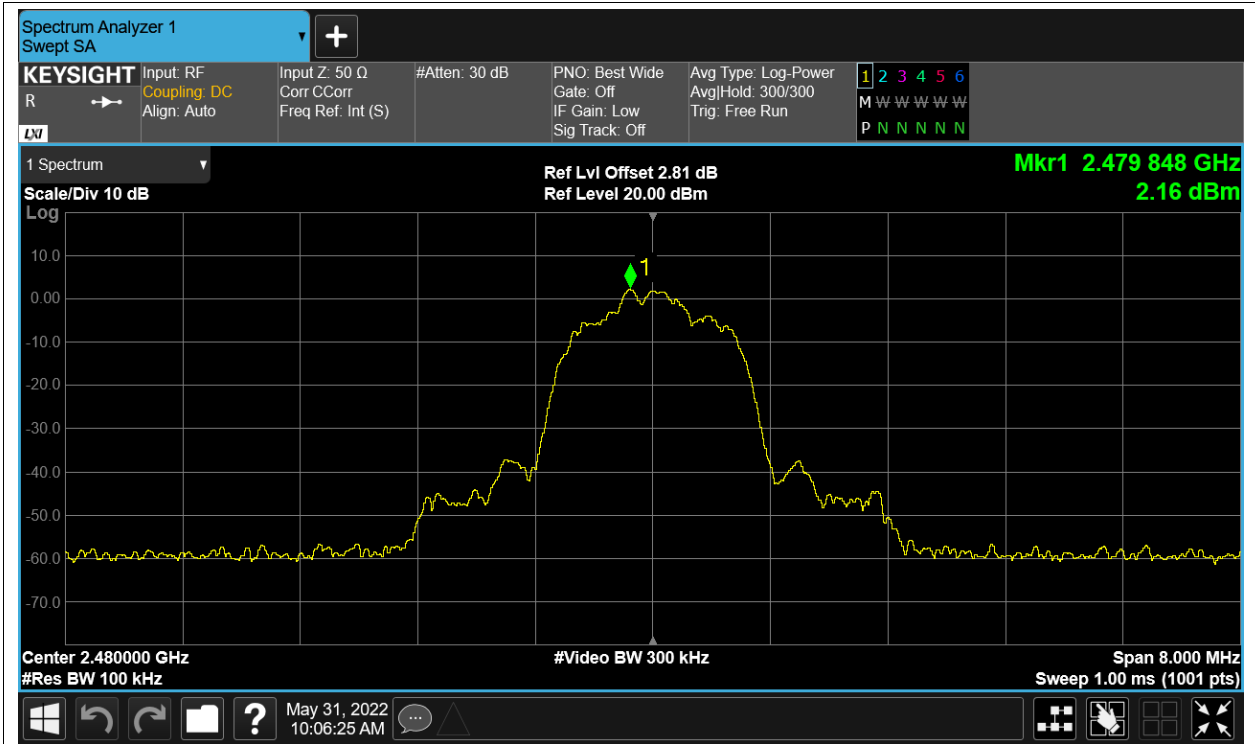 Spectrum Analyzer 1
Swept SA
KEYSIGHT
R
LXI
Input: RF
Coupling: DC
Align: Auto
Input Z: 50 Ω
Corr CCorr
Freq Ref: Int (S)
#Atten: 30 dB
PNO: Best Wide
Gate: Off
IF Gain: Low
Sig Track: Off
Avg Type: Log-Power
Avg|Hold: 300/300
Trig: Free Run
1 2 3 4 5 6
M W W W W W
P N N N N N
1 Spectrum
Scale/Div 10 dB
Log
Ref Lvl Offset 2.81 dB
Ref Level 20.00 dBm
Mkr1 2.479 848 GHz
2.16 dBm
1
10.0
0.00
-10.0
-20.0
-30.0
-40.0
-50.0
-60.0
-70.0
Center 2.480000 GHz
#Res BW 100 kHz
#Video BW 300 kHz
Span 8.000 MHz
Sweep 1.00 ms (1001 pts)
?
May 31, 2022
10:06:25 AM